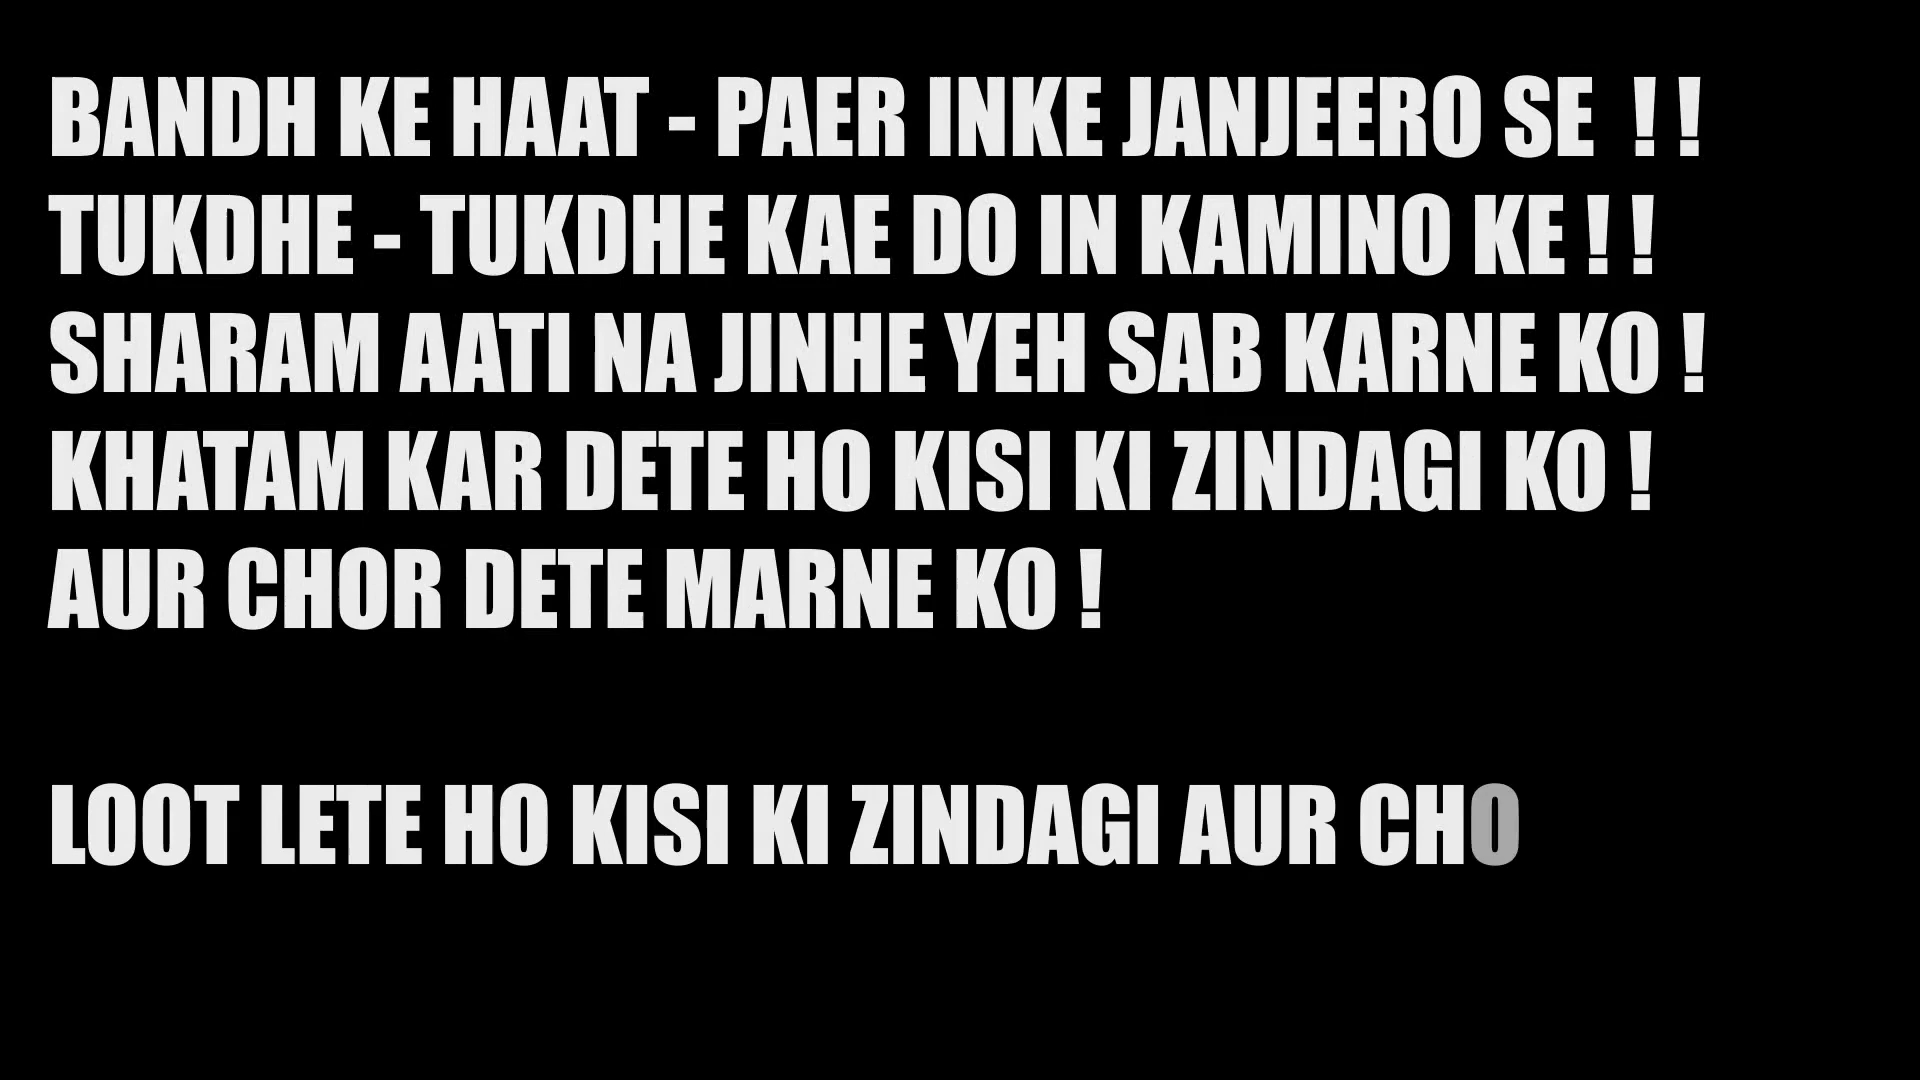 BANDH KE HAAT - PAER INKE JANJEERO SE  ! !
TUKDHE - TUKDHE KAE DO IN KAMINO KE ! !
SHARAM AATI NA JINHE YEH SAB KARNE KO !
KHATAM KAR DETE HO KISI KI ZINDAGI KO !
AUR CHOR DETE MARNE KO !
LOOT LETE HO KISI KI ZINDAGI AUR CHO